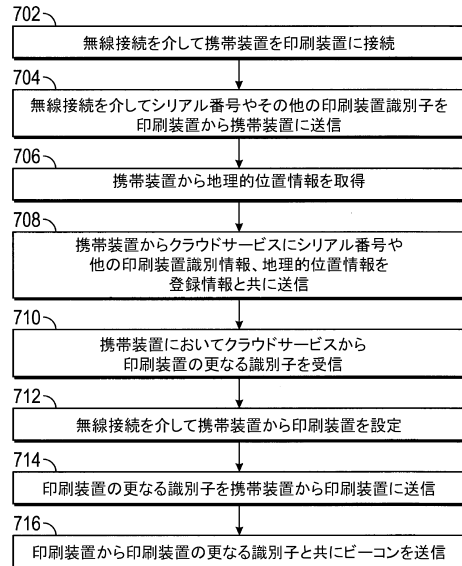 702
無線接続を介して携帯装置を印刷装置に接続
704
無線接続を介してシリアル番号やその他の印刷装置識別子を
印刷装置から携帯装置に送信
706
携帯装置から地理的位置情報を取得
708
携帯装置からクラウドサービスにシリアル番号や
他の印刷装置識別情報、地理的位置情報を
登録情報と共に送信
710
携帯装置においてクラウドサービスから
印刷装置の更なる識別子を受信
712
無線接続を介して携帯装置から印刷装置を設定
714
印刷装置の更なる識別子を携帯装置から印刷装置に送信
716
印刷装置から印刷装置の更なる識別子と共にビーコンを送信